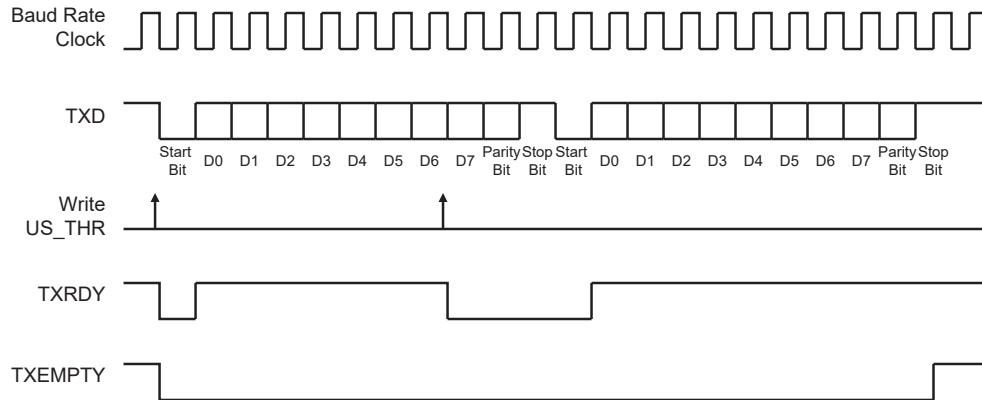 Baud Rate
Clock
TXD
Start Bit D0 D1 D2 D3 D4 D5 D6 D7 Parity Bit Stop Bit Start Bit D0 D1 D2 D3 D4 D5 D6 D7 Parity Bit Stop Bit
Write
US_THR
TXRDY
TXEMPTY